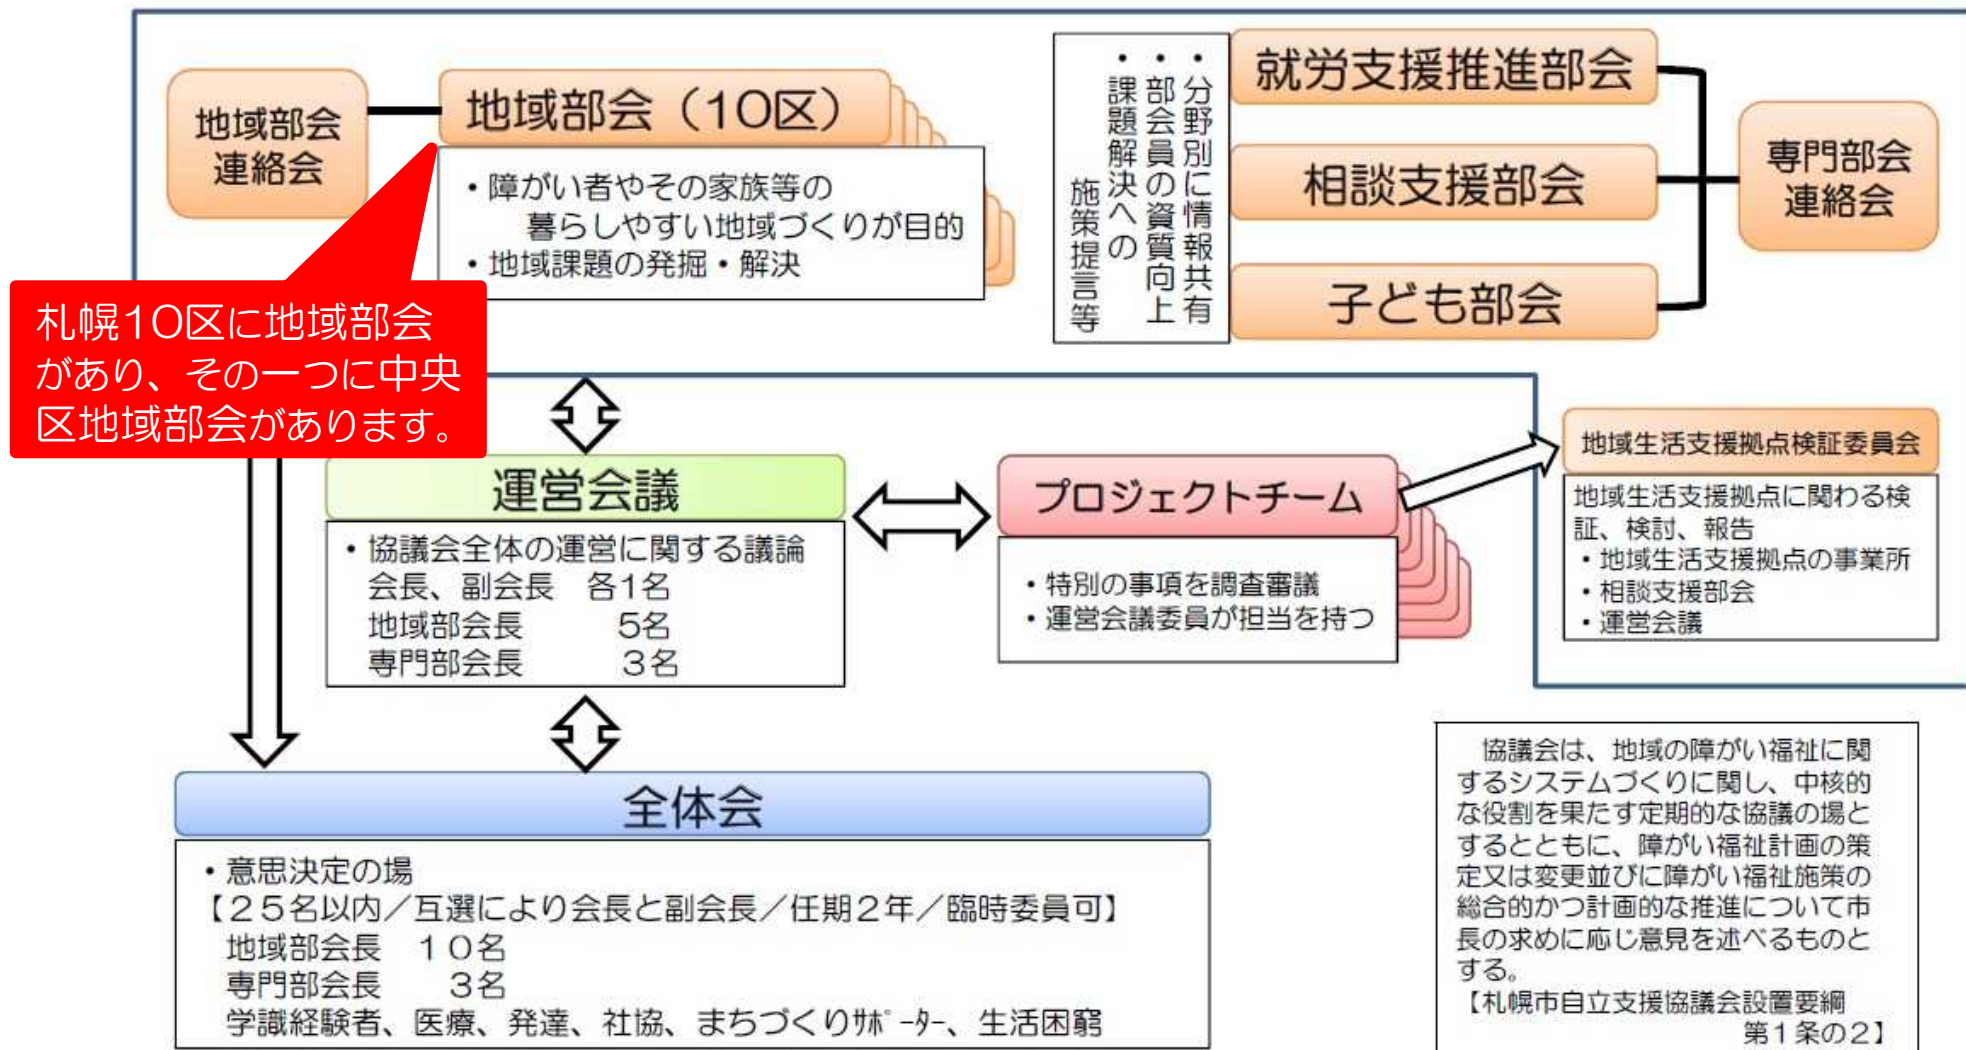 地域部会
連絡会
地域部会（１０区）
・障がい者やその家族等の
暮らしやすい地域づくりが目的
・地域課題の発掘・解決
札幌１０区に地域部会
があり、その一つに中央
区地域部会があります。
・分野別に情報共有
・部会員の資質向上
・課題解決への
施策提言等
就労支援推進部会
相談支援部会
子ども部会
専門部会
連絡会
運営会議
・協議会全体の運営に関する議論
会長、副会長　各１名
地域部会長　　　５名
専門部会長　　　３名
プロジェクトチーム
・特別の事項を調査審議
・運営会議委員が担当を持つ
地域生活支援拠点検証委員会
地域生活支援拠点に関わる検
証、検討、報告
・地域生活支援拠点の事業所
・相談支援部会
・運営会議
全体会
・意思決定の場
【２５名以内／互選により会長と副会長／任期２年／臨時委員可】
地域部会長　１０名
専門部会長　　３名
学識経験者、医療、発達、社協、まちづくりｻﾎﾟｰﾀｰ、生活困窮
協議会は、地域の障がい福祉に関
するシステムづくりに関し、中核的
な役割を果たす定期的な協議の場と
するとともに、障がい福祉計画の策
定又は変更並びに障がい福祉施策の
総合的かつ計画的な推進について市
長の求めに応じ意見を述べるものと
する。
【札幌市自立支援協議会設置要綱
第１条の２】